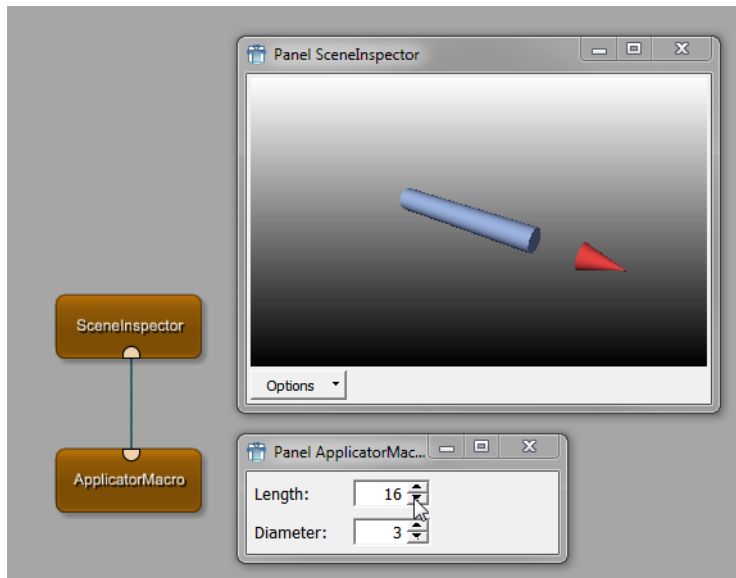 Panel SceneInspector
SceneInspector
Options
Panel ApplicatorMac...
ApplicatorMacro
Length: 16
Diameter: 3